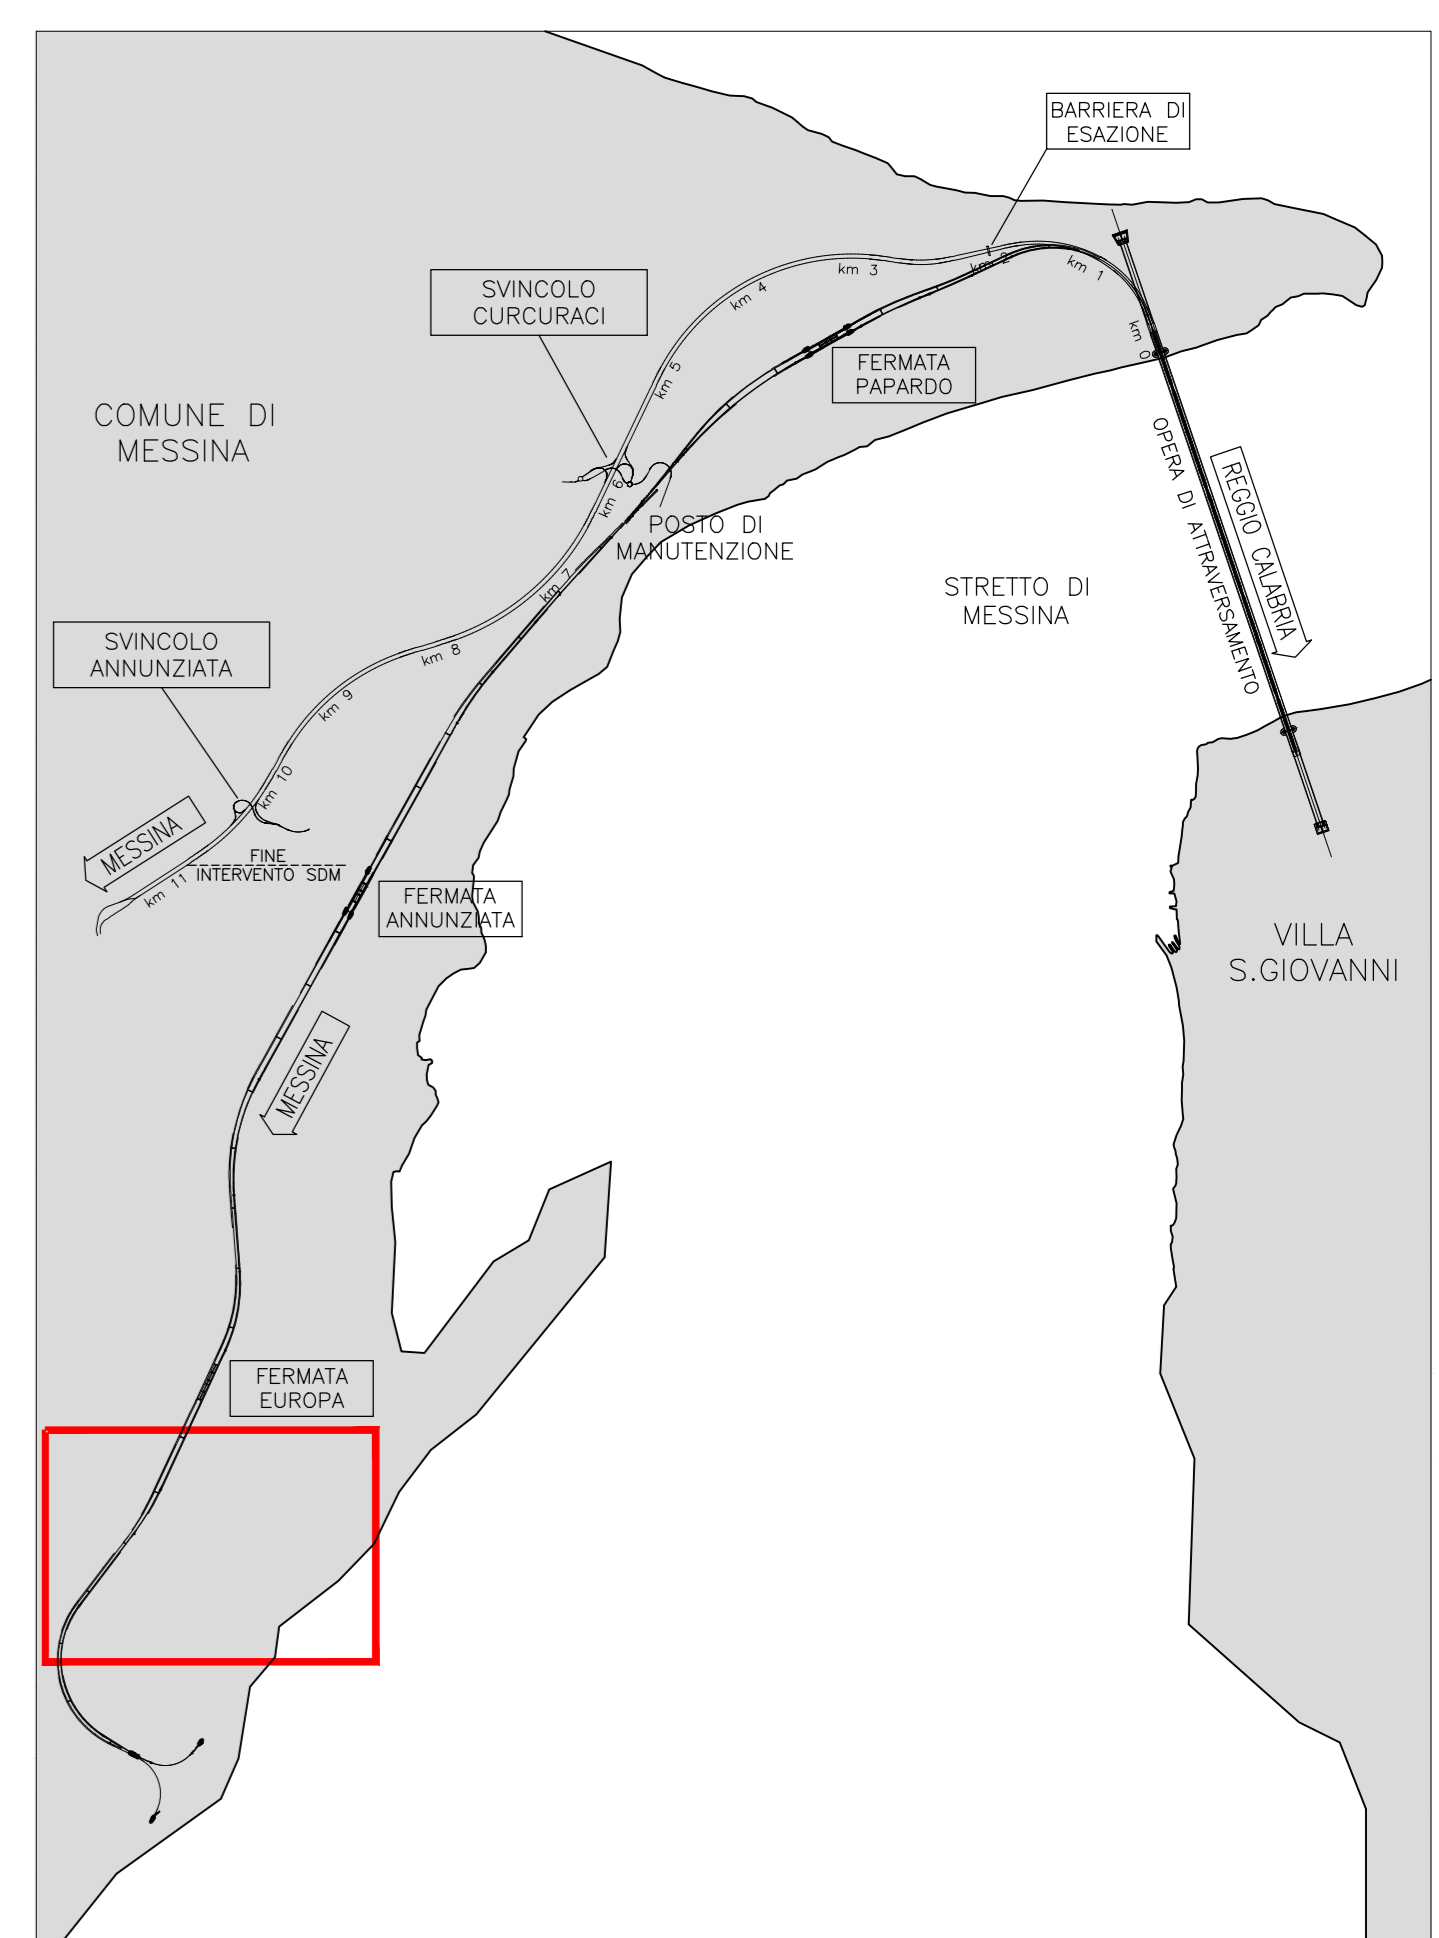 BARRIERA DI
ESAZIONE
km 2
km 1
km 3
km 4
SVINCOLO
CURCURACI
km 0
FERMATA
PAPARDO
km 5
COMUNE DI
MESSINA
OPERA DI ATTRAVERSAMENTO
REGGIO CALABRIA
km 6
POSTO DI
MANUTENZIONE
km 7
STRETTO DI
MESSINA
SVINCOLO
ANNUNZIATA
km 8
km 9
km 10
MESSINA
FINE
INTERVENTO SDM
km 11
FERMATA
ANNUNZIATA
VILLA
S.GIOVANNI
MESSINA
FERMATA
EUROPA